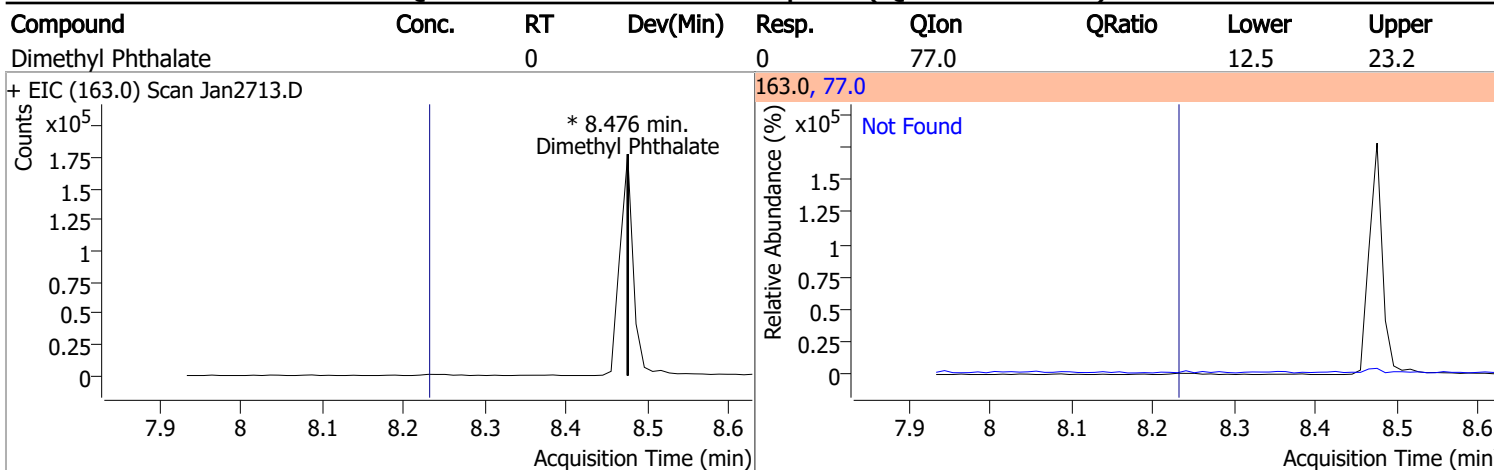 Compound Conc. RT Dev(Min) Resp. QIon QRatio Lower Upper
Dimethyl Phthalate 0 0 77.0 12.5 23.2
+ EIC (163.0) Scan Jan2713.D
Counts
x10^5
1.75
1.5
1.25
1
0.75
0.5
0.25
0
* 8.476 min.
Dimethyl Phthalate
7.9 8 8.1 8.2 8.3 8.4 8.5 8.6
Acquisition Time (min)
163.0, 77.0
Relative Abundance (%)
x10^5
Not Found
1.5
1.25
1
0.75
0.5
0.25
0
7.9 8 8.1 8.2 8.3 8.4 8.5 8.6
Acquisition Time (min